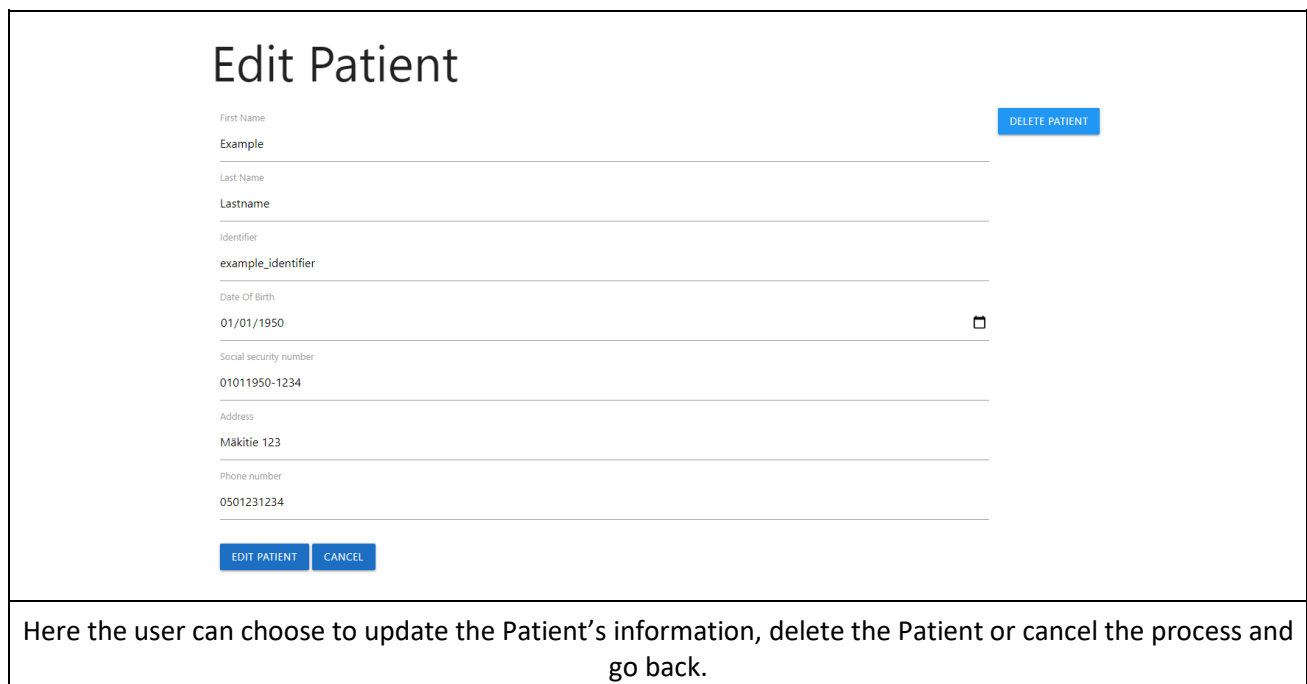 Edit Patient
First Name
DELETE PATIENT
Example
Last Name
Lastname
Identifier
example_identifier
Date Of Birth
01/01/1950
Social security number
01011950-1234
Address
Mäkitie 123
Phone number
0501231234
EDIT PATIENT CANCEL
Here the user can choose to update the Patient’s information, delete the Patient or cancel the process and
go back.